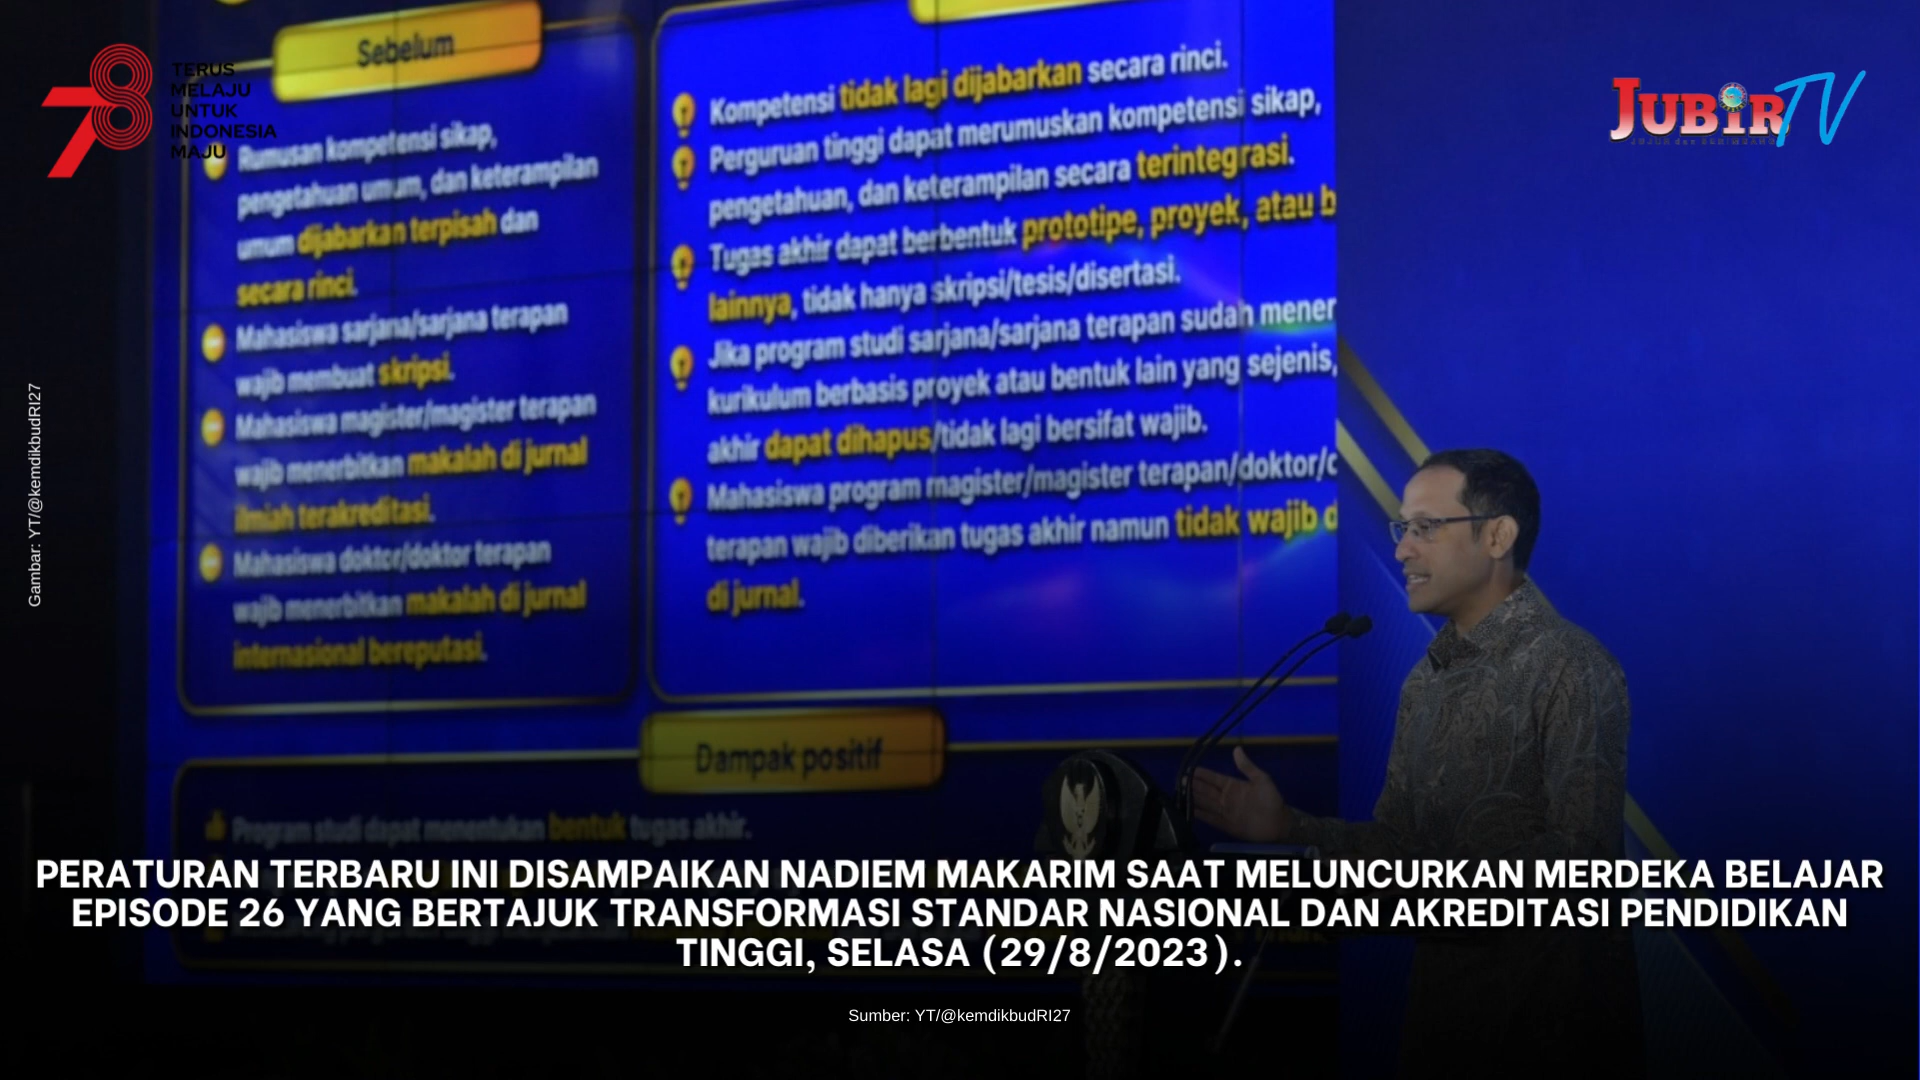 78
TERUS
MELAJU
UNTUK
INDONESIA
MAJU
JUBIR TV
Sebelum
Rumusan kompetensi sikap,
pengetahuan umum, dan keterampilan
umum dijabarkan terpisah dan
secara rinci.
Mahasiswa sarjana/sarjana terapan
wajib membuat skripsi.
Mahasiswa magister/magister terapan
wajib menerbitkan makalah di jurnal
ilmiah terakreditasi.
Mahasiswa doktor/doktor terapan
wajib menerbitkan makalah di jurnal
internasional bereputasi.
Kompetensi tidak lagi dijabarkan secara rinci.
Perguruan tinggi dapat merumuskan kompetensi sikap,
pengetahuan, dan keterampilan secara terintegrasi.
Tugas akhir dapat berbentuk prototipe, proyek, atau b
lainnya, tidak hanya skripsi/tesis/disertasi.
Jika program studi sarjana/sarjana terapan sudah mener
kurikulum berbasis proyek atau bentuk lain yang sejenis,
akhir dapat dihapus/tidak lagi bersifat wajib.
Mahasiswa program magister/magister terapan/doktor/d
terapan wajib diberikan tugas akhir namun tidak wajib d
di jurnal.
Dampak positif
Program studi dapat menentukan bentuk tugas akhir.
Gambar: YT/@kemdikbudRI27
PERATURAN TERBARU INI DISAMPAIKAN NADIEM MAKARIM SAAT MELUNCURKAN MERDEKA BELAJAR
EPISODE 26 YANG BERTAJUK TRANSFORMASI STANDAR NASIONAL DAN AKREDITASI PENDIDIKAN
TINGGI, SELASA (29/8/2023).
Sumber: YT/@kemdikbudRI27